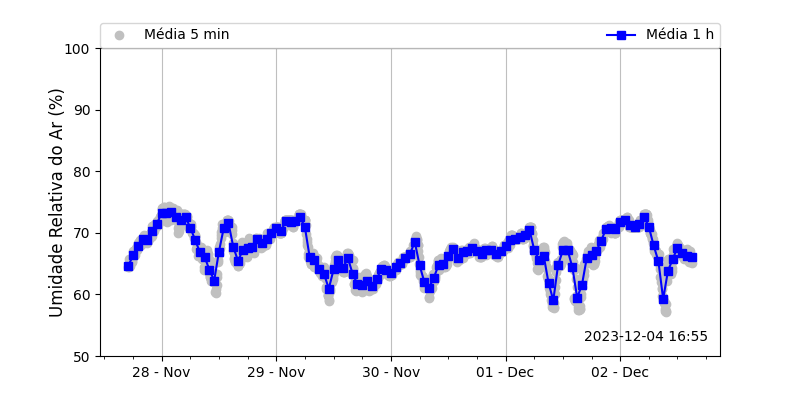 Média 5 min
Média 1 h
100
90
80
70
60
50
Umidade Relativa do Ar (%)
2023-12-04 16:55
28 - Nov
29 - Nov
30 - Nov
01 - Dec
02 - Dec